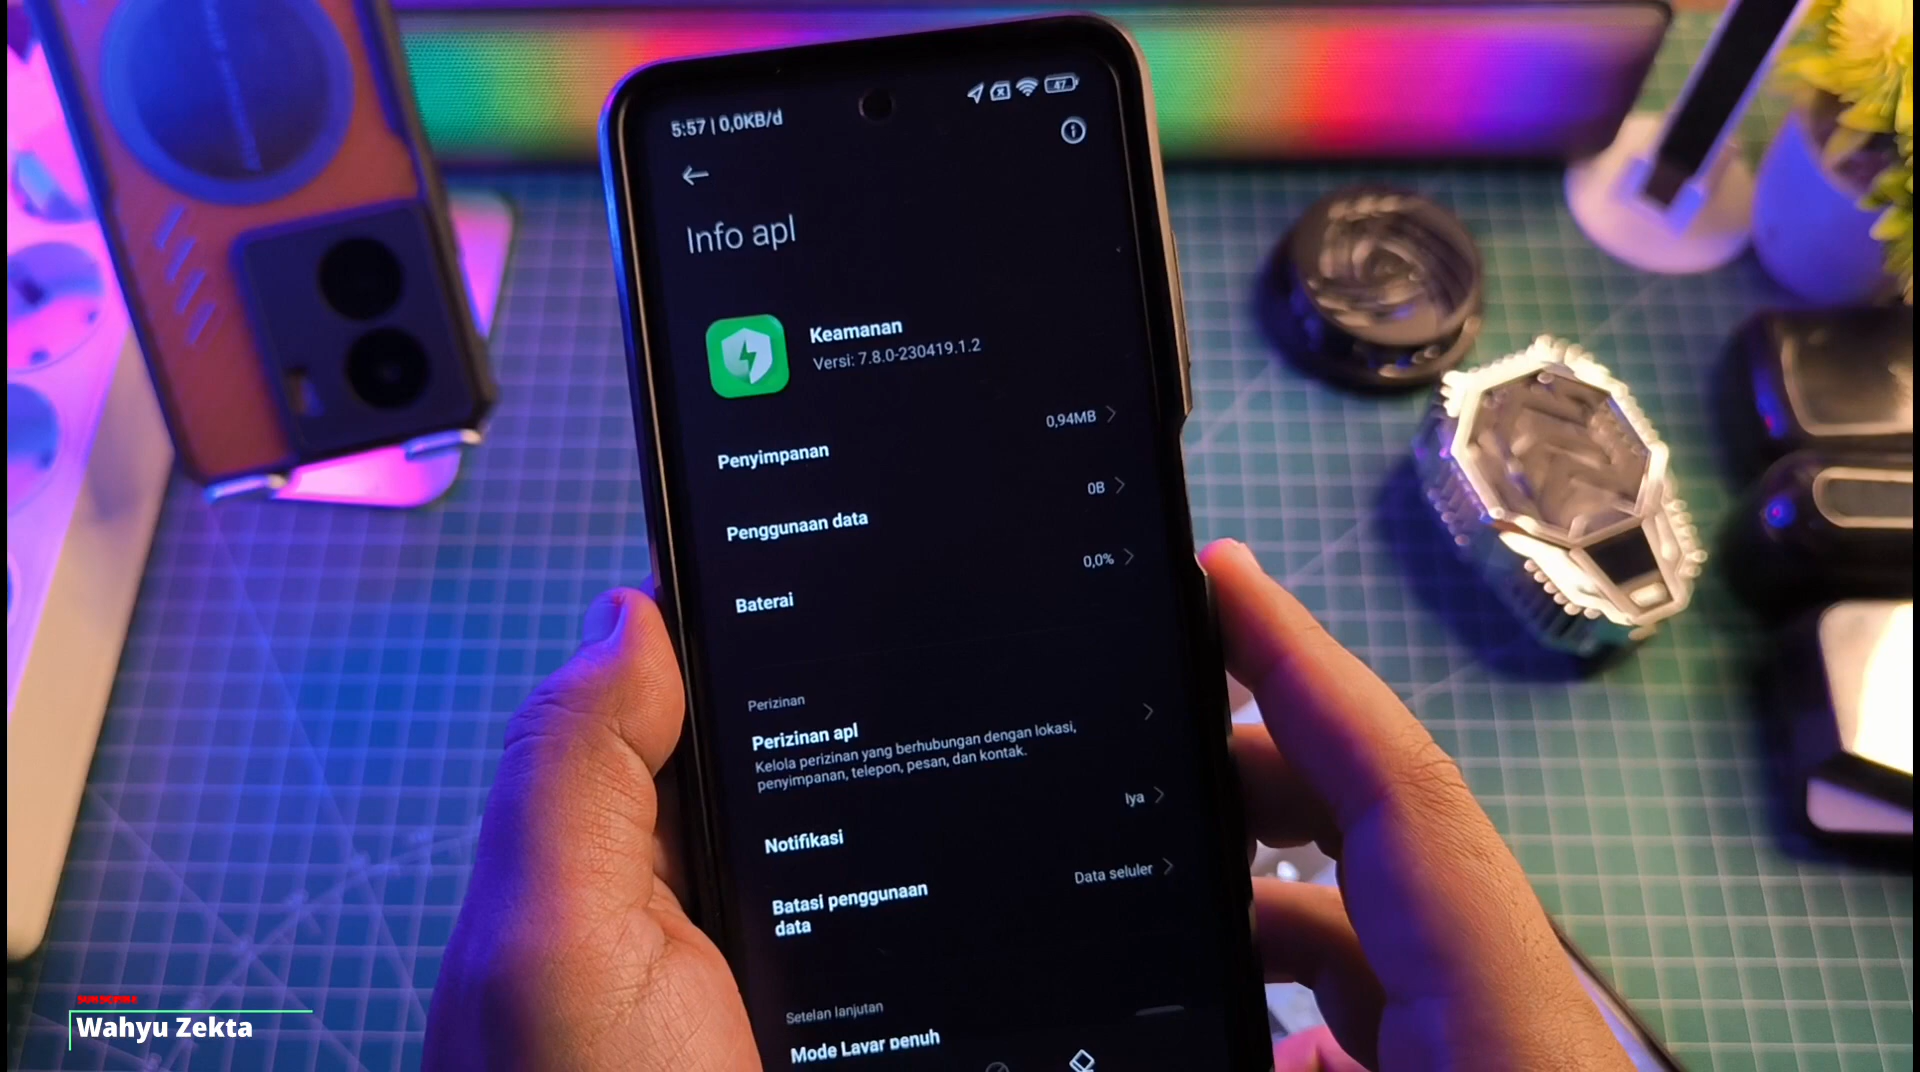 5:57 | 0,0KB/d
47
Info apl
Keamanan
Versi: 7.8.0-230419.1.2
Penyimpanan
0,94MB
Penggunaan data
0B
Baterai
0,0%
Perizinan
Perizinan apl
Kelola perizinan yang berhubungan dengan lokasi,
penyimpanan, telepon, pesan, dan kontak.
Notifikasi
Iya
Batasi penggunaan
data
Data seluler
Setelan lanjutan
Mode Layar penuh
SUBSCRIBE
Wahyu Zekta